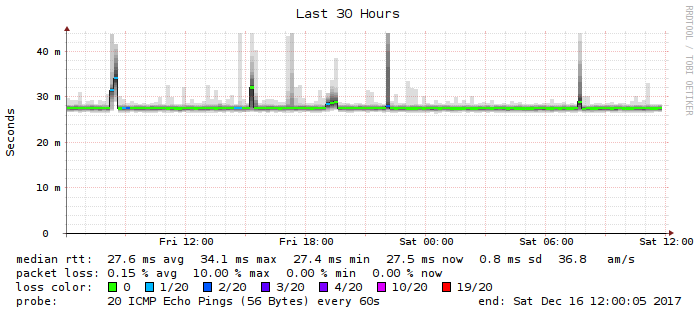 Last 30 Hours
RRDTOOL / TOBI OETIKER
Seconds
40 m
30 m
20 m
10 m
0
Fri 12:00 Fri 18:00 Sat 00:00 Sat 06:00 Sat 12:00
median rtt: 27.6 ms avg 34.1 ms max 27.4 ms min 27.5 ms now 0.8 ms sd 36.8 am/s
packet loss: 0.15 % avg 10.00 % max 0.00 % min 0.00 % now
loss color: 0 1/20 2/20 3/20 4/20 10/20 19/20
probe: 20 ICMP Echo Pings (56 Bytes) every 60s end: Sat Dec 16 12:00:05 2017